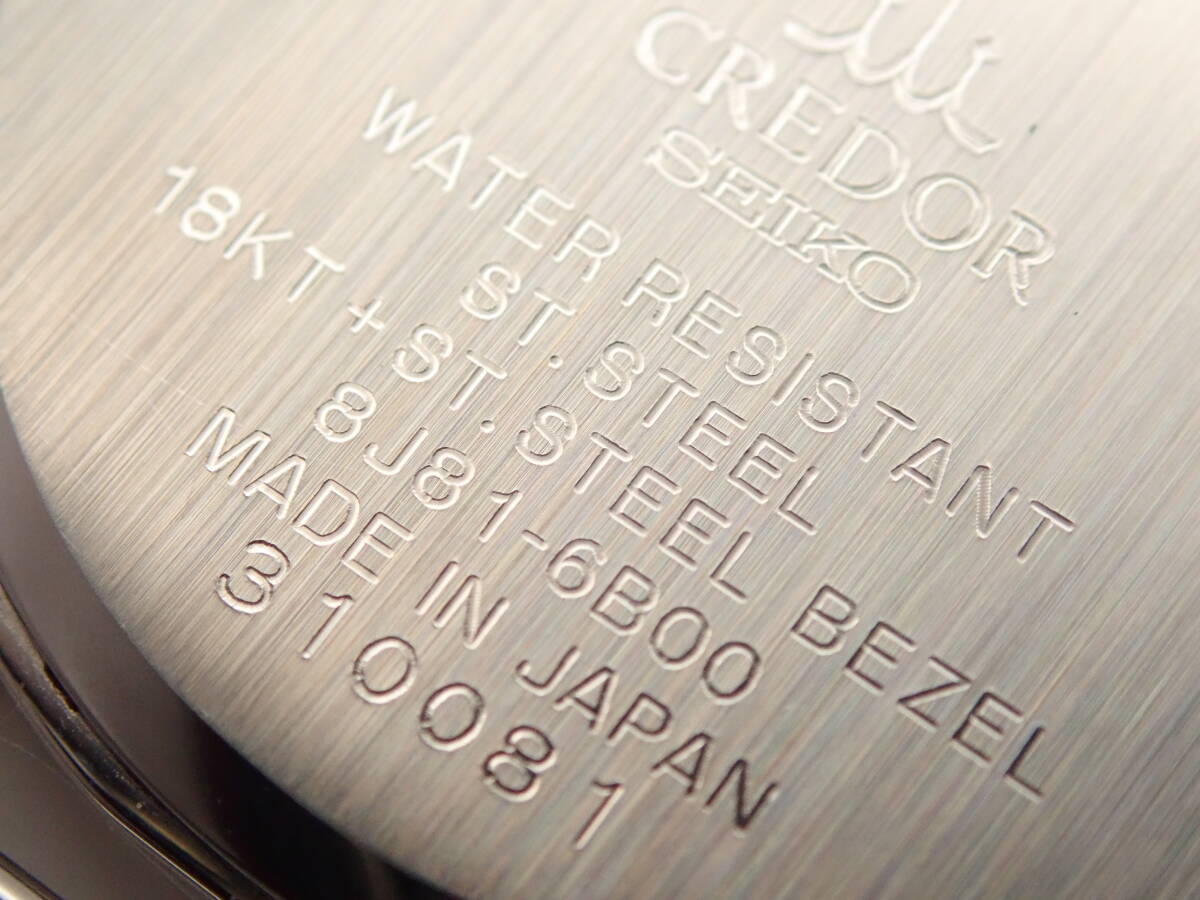 CREDOR
SEIKO
WATER RESISTANT
ST. STEEL
18KT + ST. STEEL BEZEL
8J81-6B00
MADE IN JAPAN
310081